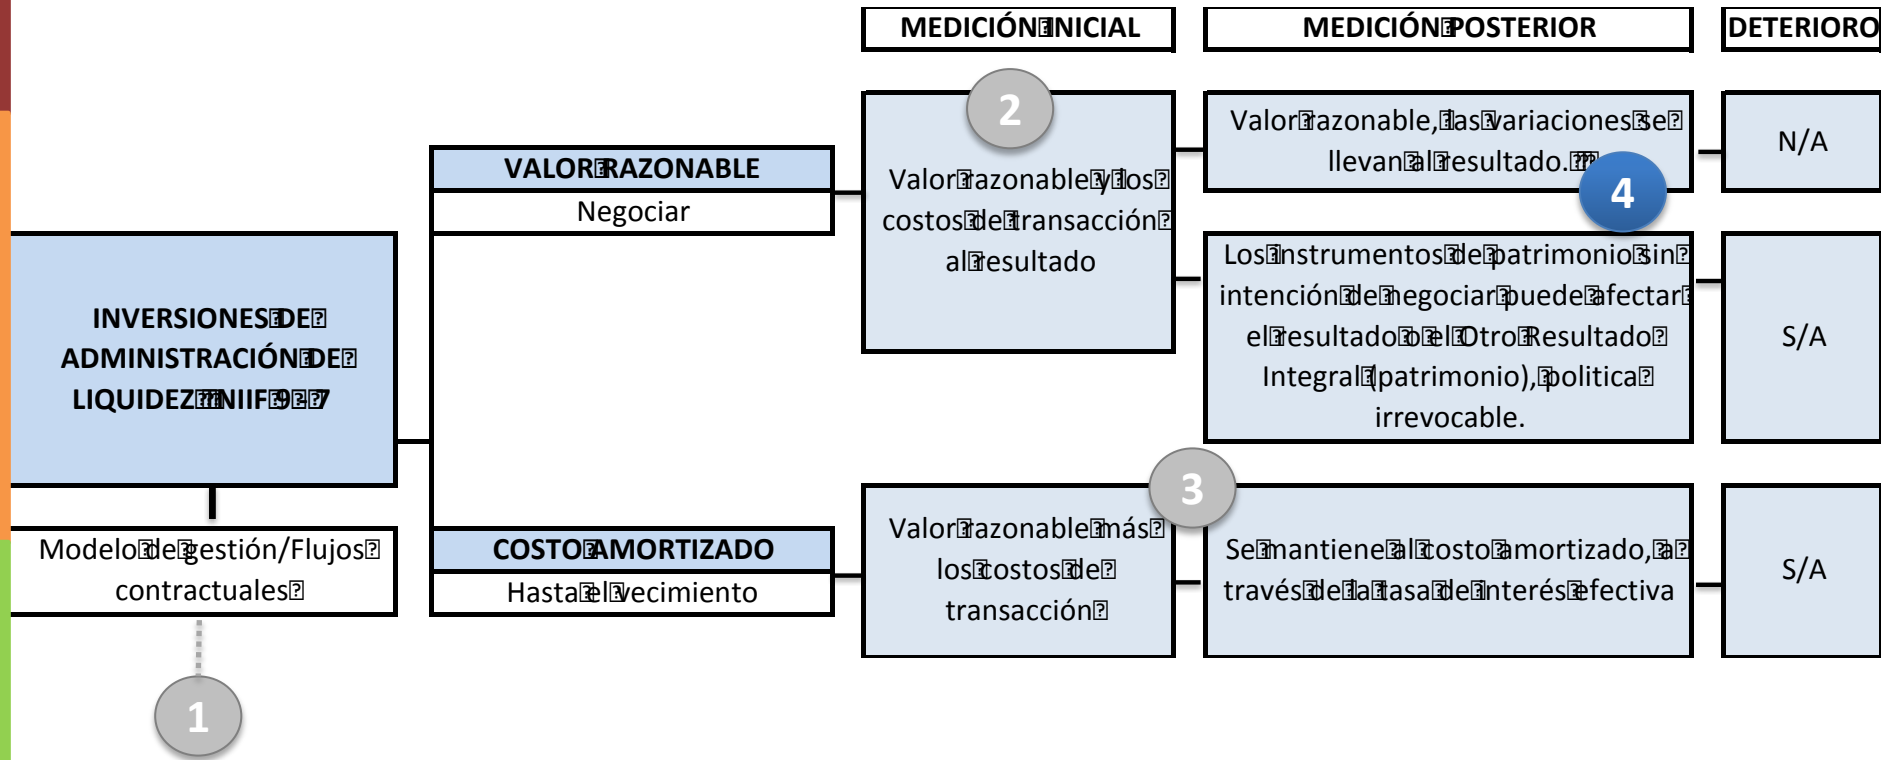 MEDICIÓN INICIAL
MEDICIÓN POSTERIOR
DETERIORO
2
Valor razonable y los
costos de transacción
al resultado
Valor razonable, las variaciones se
llevan al resultado.
4
N/A
VALOR RAZONABLE
Negociar
Los instrumentos de patrimonio sin
intención de negociar puede afectar
el resultado o el Otro Resultado
Integral (patrimonio), politica
irrevocable.
S/A
INVERSIONES DE
ADMINISTRACIÓN DE
LIQUIDEZ NIIF 9 - 7
Modelo de gestión/Flujos
contractuales
1
COSTO AMORTIZADO
Hasta el vecimiento
3
Valor razonable más
los costos de
transacción
Se mantiene al costo amortizado, a
través de la tasa de interés efectiva
S/A